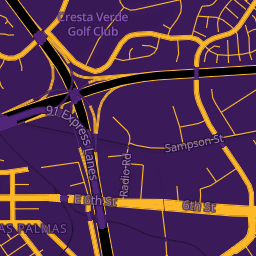 Cresta Verde
Golf Club
91 Express Lanes
Sampson St
Radio Rd
E 6th St
6th St
AS PALMAS